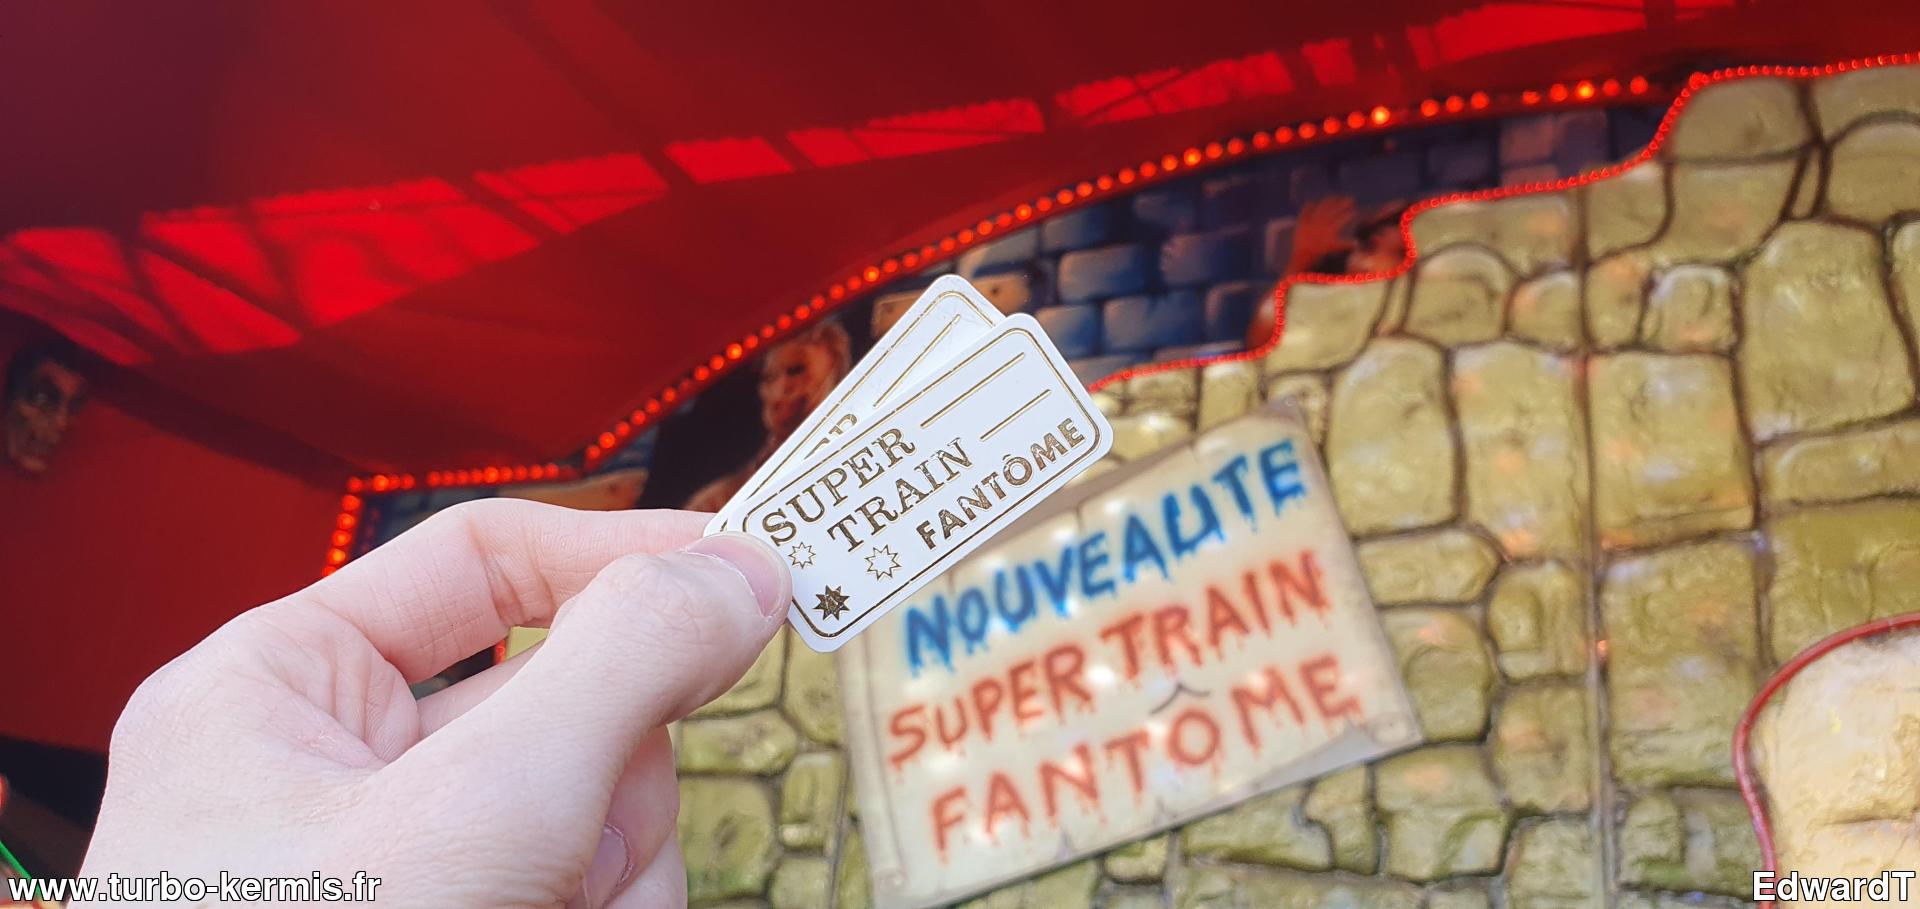 SUPER
TRAIN
FANTÔME
NOUVEAUTE
SUPER TRAIN
FANTÔME
www.turbo-kermis.fr
EdwardT